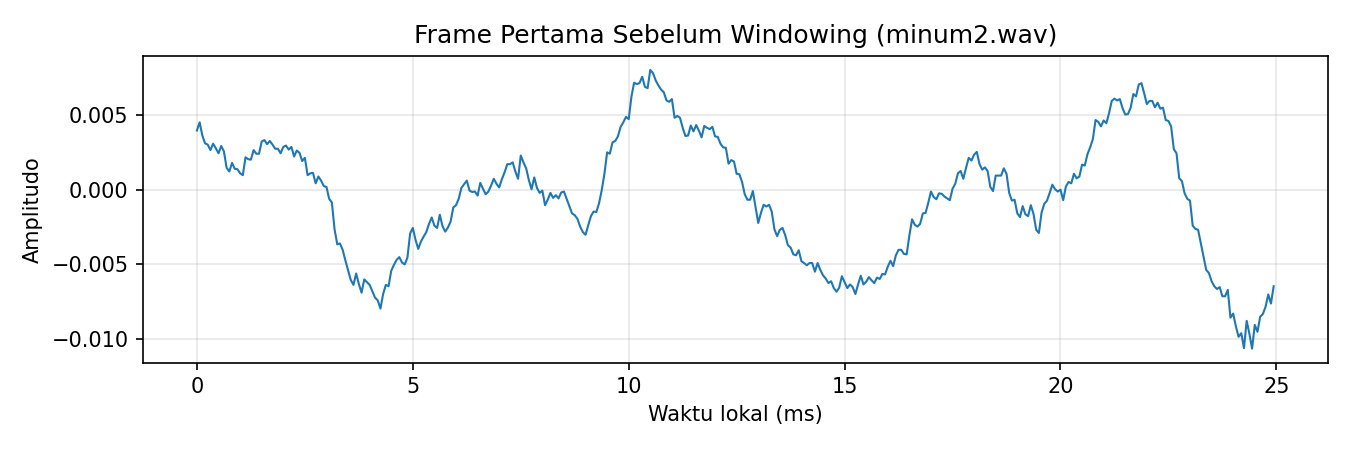 Frame Pertama Sebelum Windowing (minum2.wav)
Amplitudo
0.005
0.000
−0.005
−0.010
0 5 10 15 20 25
Waktu lokal (ms)